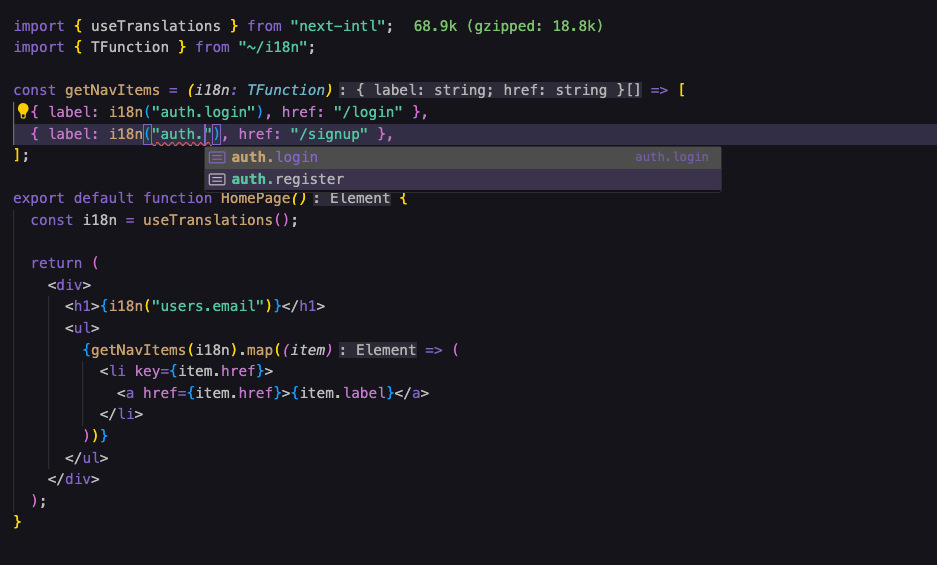 import { useTranslations } from "next-intl";  68.9k (gzipped: 18.8k)
import { TFunction } from "~/i18n";
const getNavItems = (i18n: TFunction) : { label: string; href: string }[] => [
{ label: i18n("auth.login"), href: "/login" },
{ label: i18n("auth."), href: "/signup" },
];
auth.login auth.login
auth.register
export default function HomePage() : Element {
const i18n = useTranslations();
return (
<div>
<h1>{i18n("users.email")}</h1>
<ul>
{getNavItems(i18n).map((item) : Element => (
<li key={item.href}>
<a href={item.href}>{item.label}</a>
</li>
))}
</ul>
</div>
);
}